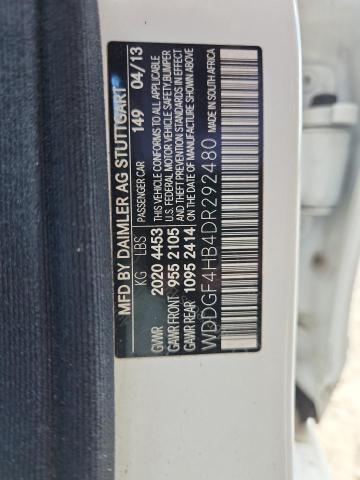 MFD BY DAIMLER AG STUTTGART
KG LBS PASSENGER CAR 149 04/13
GVWR 2020 4453 THIS VEHICLE CONFORMS TO ALL APPLICABLE
GAWR FRONT 955 2105 U.S. FEDERAL MOTOR VEHICLE SAFETY, BUMPER
GAWR REAR 1095 2414 AND THEFT PREVENTION STANDARDS IN EFFECT
ON THE DATE OF MANUFACTURE SHOWN ABOVE.
WDDGF4HB4DR292480 MADE IN SOUTH AFRICA